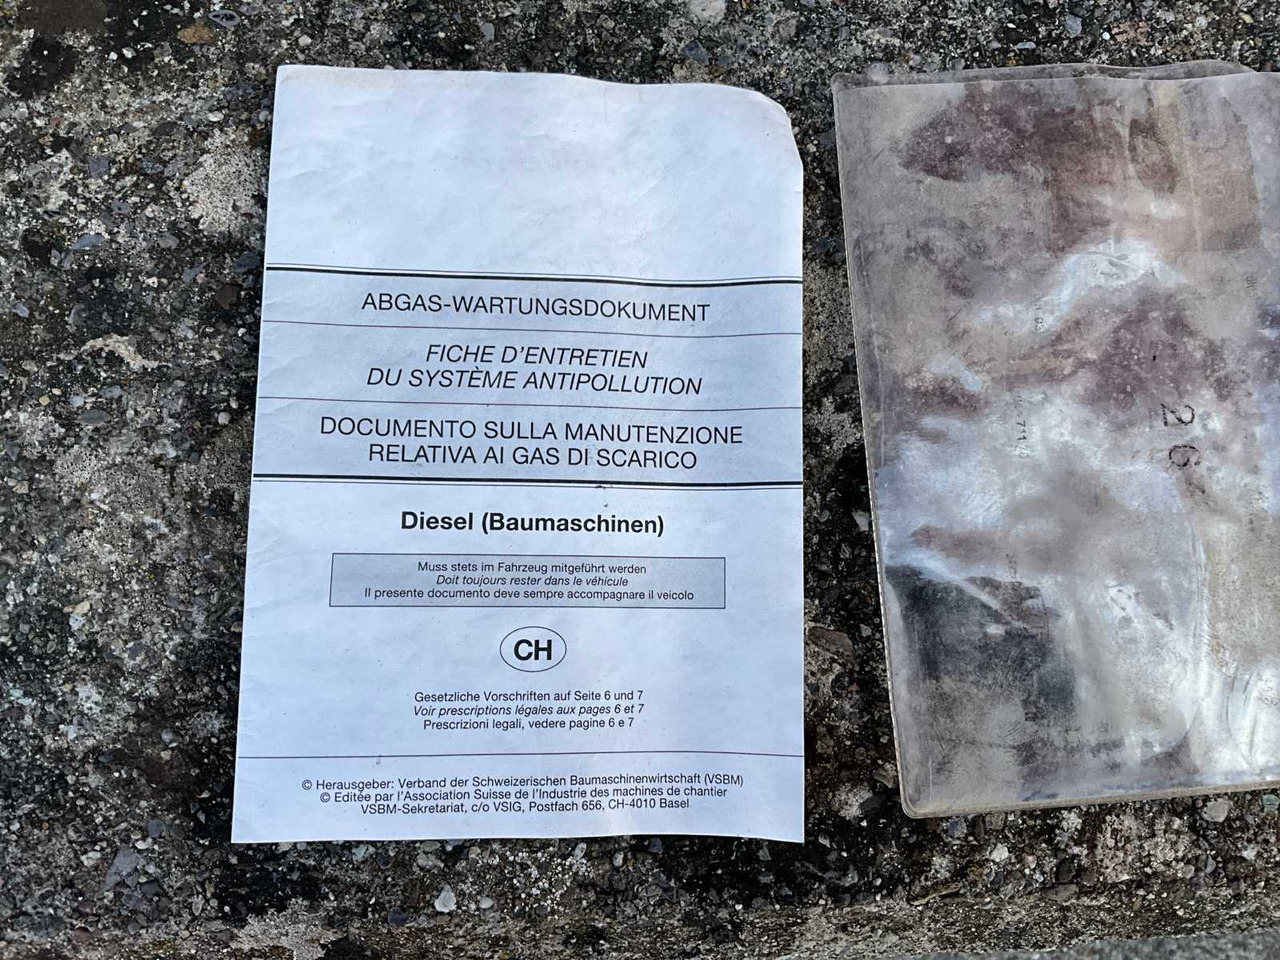 ABGAS-WARTUNGSDOKUMENT
FICHE D'ENTRETIEN
DU SYSTÈME ANTIPOLLUTION
DOCUMENTO SULLA MANUTENZIONE
RELATIVA AI GAS DI SCARICO
Diesel (Baumaschinen)
Muss stets im Fahrzeug mitgeführt werden
Doit toujours rester dans le véhicule
Il presente documento deve sempre accompagnare il veicolo
CH
Gesetzliche Vorschriften auf Seite 6 und 7
Voir prescriptions légales aux pages 6 et 7
Prescrizioni legali, vedere pagine 6 e 7
© Herausgeber: Verband der Schweizerischen Baumaschinenwirtschaft (VSBM)
© Editée par l'Association Suisse de l'Industrie des machines de chantier
VSBM-Sekretariat, c/o VSIG, Postfach 656, CH-4010 Basel